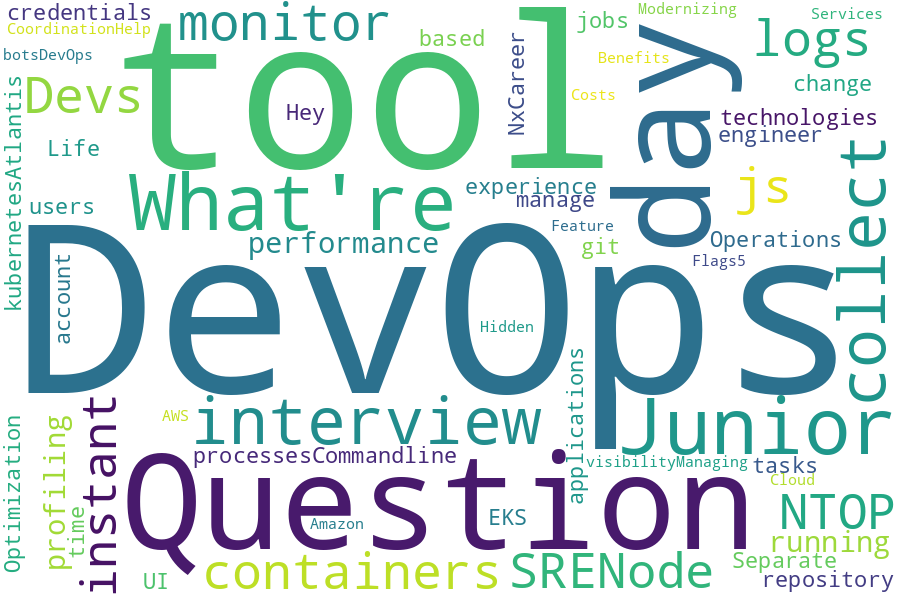 credentials
CoordinationHelp
botsDevOps
monitor
tool
based
jobs
Modernizing
Services
logs
Benefits
Costs
change
Devs
Hey
NxCareer
day
technologies
engineer
Life
What're
experience
manage
js
collect
kubernetesAtlantis
users
performance
Feature
git
Operations
Flags5
account
DevOps
Hidden
AWS
interview
applications
Junior
Optimization
profiling
time
instant
processesCommandline
Question
visibilityManaging
tasks
Cloud
Amazon
EKS
NTOP
running
UI
containers
SRENode
Separate
repository